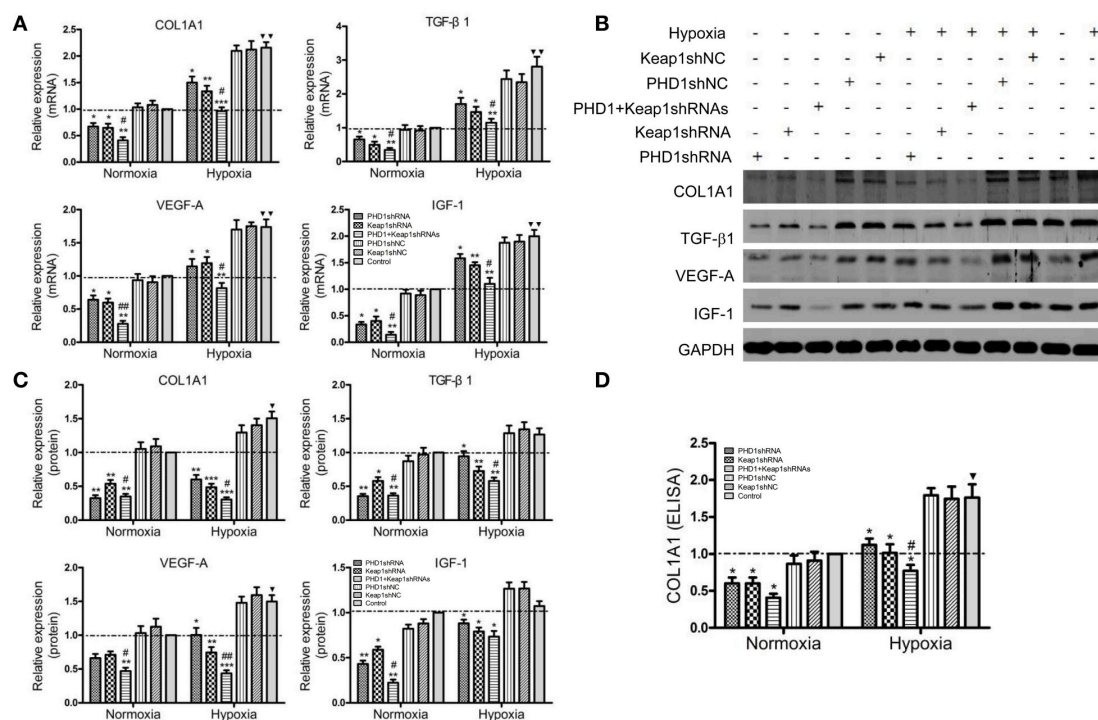 A
COL1A1
Relative expression
(mRNA)
2.5
2.0
1.5
1.0
0.5
0.0
* * # **
* ** # *** ▼▼
Normoxia Hypoxia
TGF-β 1
Relative expression
(mRNA)
4
3
2
1
0
* * # **
* * # ** ▼▼
Normoxia Hypoxia
VEGF-A
Relative expression
(mRNA)
2.0
1.5
1.0
0.5
0.0
* * ## **
* * # ** ▼▼
Normoxia Hypoxia
IGF-1
Relative expression
(mRNA)
2.5
2.0
1.5
1.0
0.5
0.0
PHD1shRNA
Keap1shRNA
PHD1+Keap1shRNAs
PHD1shNC
Keap1shNC
Control
* * # **
* ** # ** ▼▼
Normoxia Hypoxia
B
Hypoxia - - - - - + + + + + - +
Keap1shNC - - - - + - - - - + - -
PHD1shNC - - - + - - - - + - - -
PHD1+Keap1shRNAs - - + - - - - + - - - -
Keap1shRNA - + - - - - + - - - - -
PHD1shRNA + - - - - + - - - - - -
COL1A1
TGF-β1
VEGF-A
IGF-1
GAPDH
C
COL1A1
Relative expression
(protein)
2.0
1.5
1.0
0.5
0.0
** ** # **
** *** # *** ▼
Normoxia Hypoxia
TGF-β 1
Relative expression
(protein)
2.0
1.5
1.0
0.5
0.0
** * # **
* ** # **
Normoxia Hypoxia
VEGF-A
Relative expression
(protein)
2.0
1.5
1.0
0.5
0.0
# **
* ** ## *** ▼
Normoxia Hypoxia
IGF-1
Relative expression
(protein)
1.5
1.0
0.5
0.0
PHD1shRNA
Keap1shRNA
PHD1+Keap1shRNAs
PHD1shNC
Keap1shNC
Control
** * # **
* * *
Normoxia Hypoxia
D
COL1A1 (ELISA)
2.5
2.0
1.5
1.0
0.5
0.0
PHD1shRNA
Keap1shRNA
PHD1+Keap1shRNAs
PHD1shNC
Keap1shNC
Control
* * *
* * # * ▼
Normoxia Hypoxia